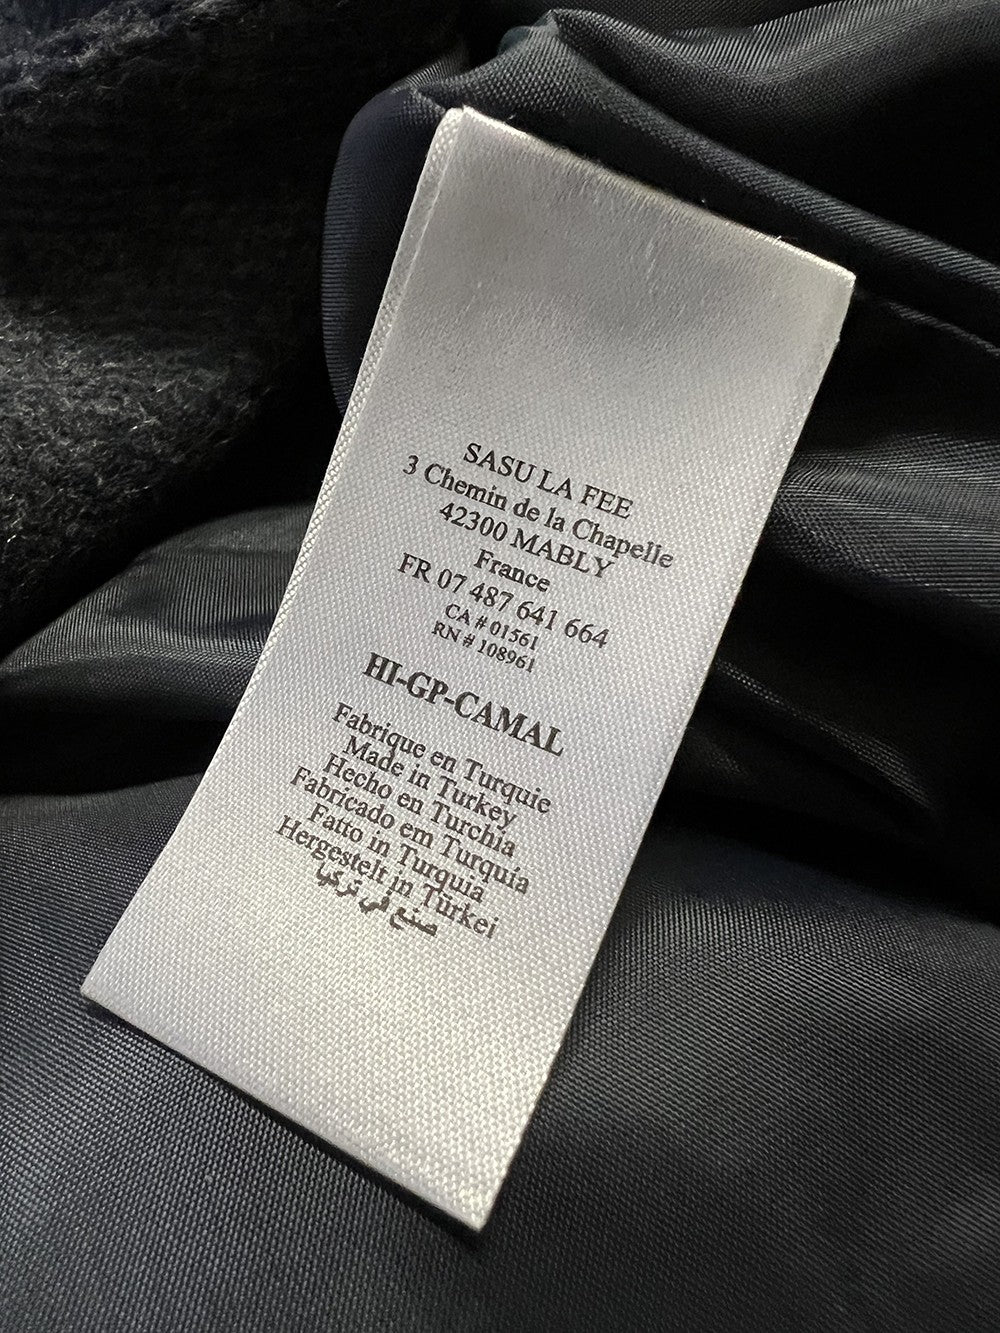 SASU LA FEE
3 Chemin de la Chapelle
42300 MABLY
France
FR 07 487 641 664
CA # 01561
RN # 108961
HI-GP-CAMAL
Fabrique en Turquie
Made in Turkey
Hecho en Turchia
Fabricado em Turquía
Fatto in Turquia
Hergestelt in Türkei
صنع في تركيا